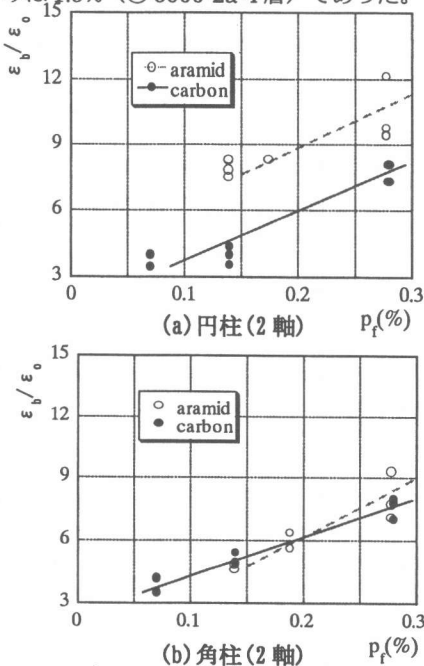 15
ε_b/ε_o
12
aramid
carbon
9
6
3
0 0.1 0.2 0.3
(a)円柱(2軸) p_f(%)
15
ε_b/ε_o
12
aramid
carbon
9
6
3
0 0.1 0.2 0.3
(b)角柱(2軸) p_f(%)